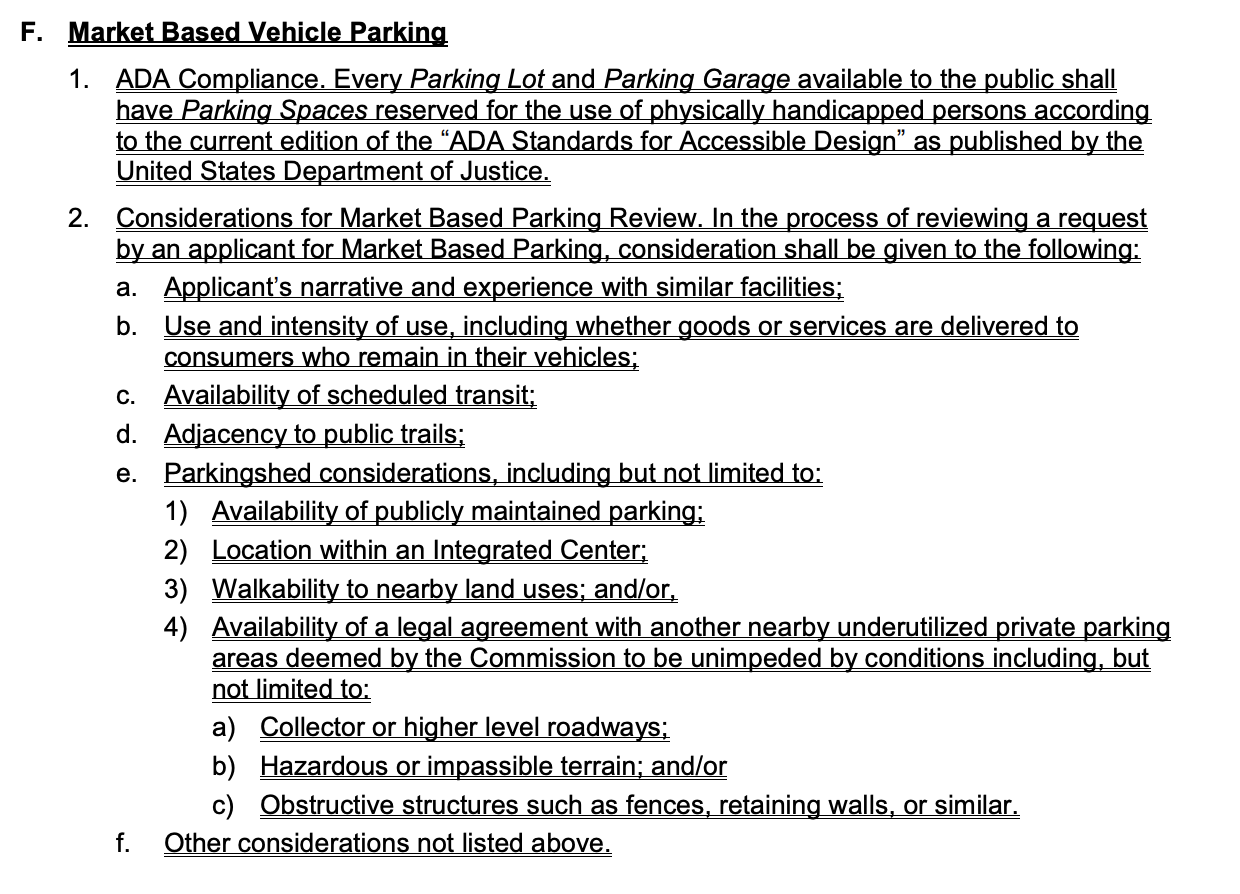 F. Market Based Vehicle Parking
1. ADA Compliance. Every Parking Lot and Parking Garage available to the public shall
have Parking Spaces reserved for the use of physically handicapped persons according
to the current edition of the “ADA Standards for Accessible Design” as published by the
United States Department of Justice.
2. Considerations for Market Based Parking Review. In the process of reviewing a request
by an applicant for Market Based Parking, consideration shall be given to the following:
a. Applicant’s narrative and experience with similar facilities;
b. Use and intensity of use, including whether goods or services are delivered to
consumers who remain in their vehicles;
c. Availability of scheduled transit;
d. Adjacency to public trails;
e. Parkingshed considerations, including but not limited to:
1) Availability of publicly maintained parking;
2) Location within an Integrated Center;
3) Walkability to nearby land uses; and/or,
4) Availability of a legal agreement with another nearby underutilized private parking
areas deemed by the Commission to be unimpeded by conditions including, but
not limited to:
a) Collector or higher level roadways;
b) Hazardous or impassible terrain; and/or
c) Obstructive structures such as fences, retaining walls, or similar.
f. Other considerations not listed above.